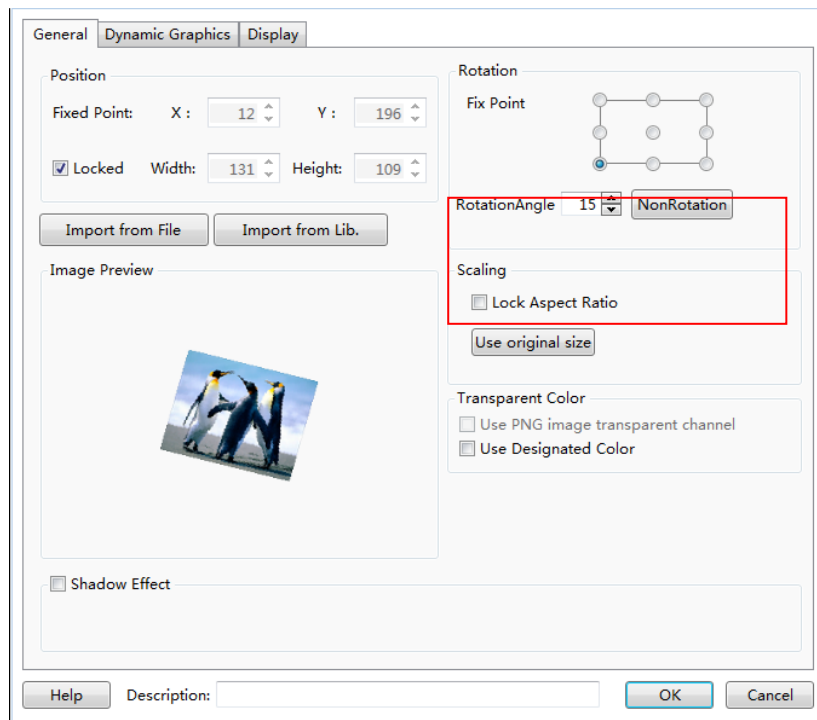 General Dynamic Graphics Display
Position
Fixed Point: X : 12 Y : 196
Locked Width: 131 Height: 109
Import from File Import from Lib.
Image Preview
Rotation
Fix Point
RotationAngle 15 NonRotation
Scaling
Lock Aspect Ratio
Use original size
Transparent Color
Use PNG image transparent channel
Use Designated Color
Shadow Effect
Help Description: OK Cancel